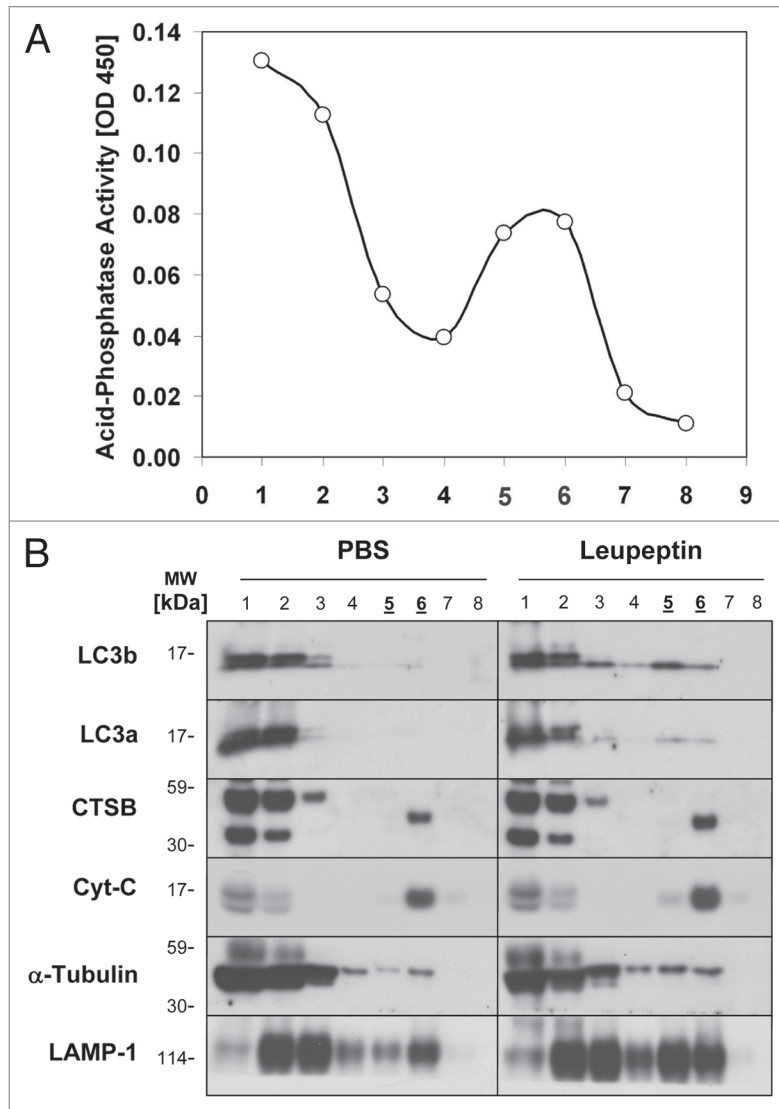 A
Acid-Phosphatase Activity [OD 450]
0.14
0.12
0.10
0.08
0.06
0.04
0.02
0.00
0 1 2 3 4 5 6 7 8 9
B
PBS Leupeptin
MW
[kDa]
1 2 3 4 5 6 7 8 1 2 3 4 5 6 7 8
LC3b 17-
LC3a 17-
CTSB 59-
30-
Cyt-C 17-
α-Tubulin 59-
30-
LAMP-1 114-